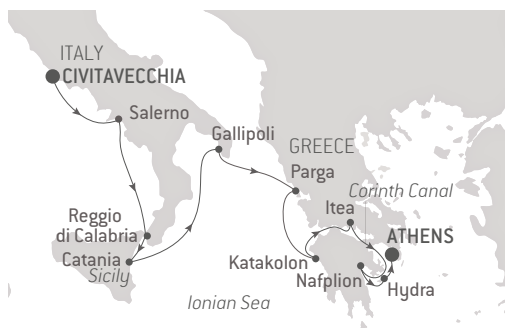 ITALY
CIVITAVECCHIA
Salerno
Gallipoli
GREECE
Parga
Corinth Canal
Itea
Reggio
di Calabria
ATHENS
Catania
Sicily
Katakolon
Nafplion
Hydra
Ionian Sea